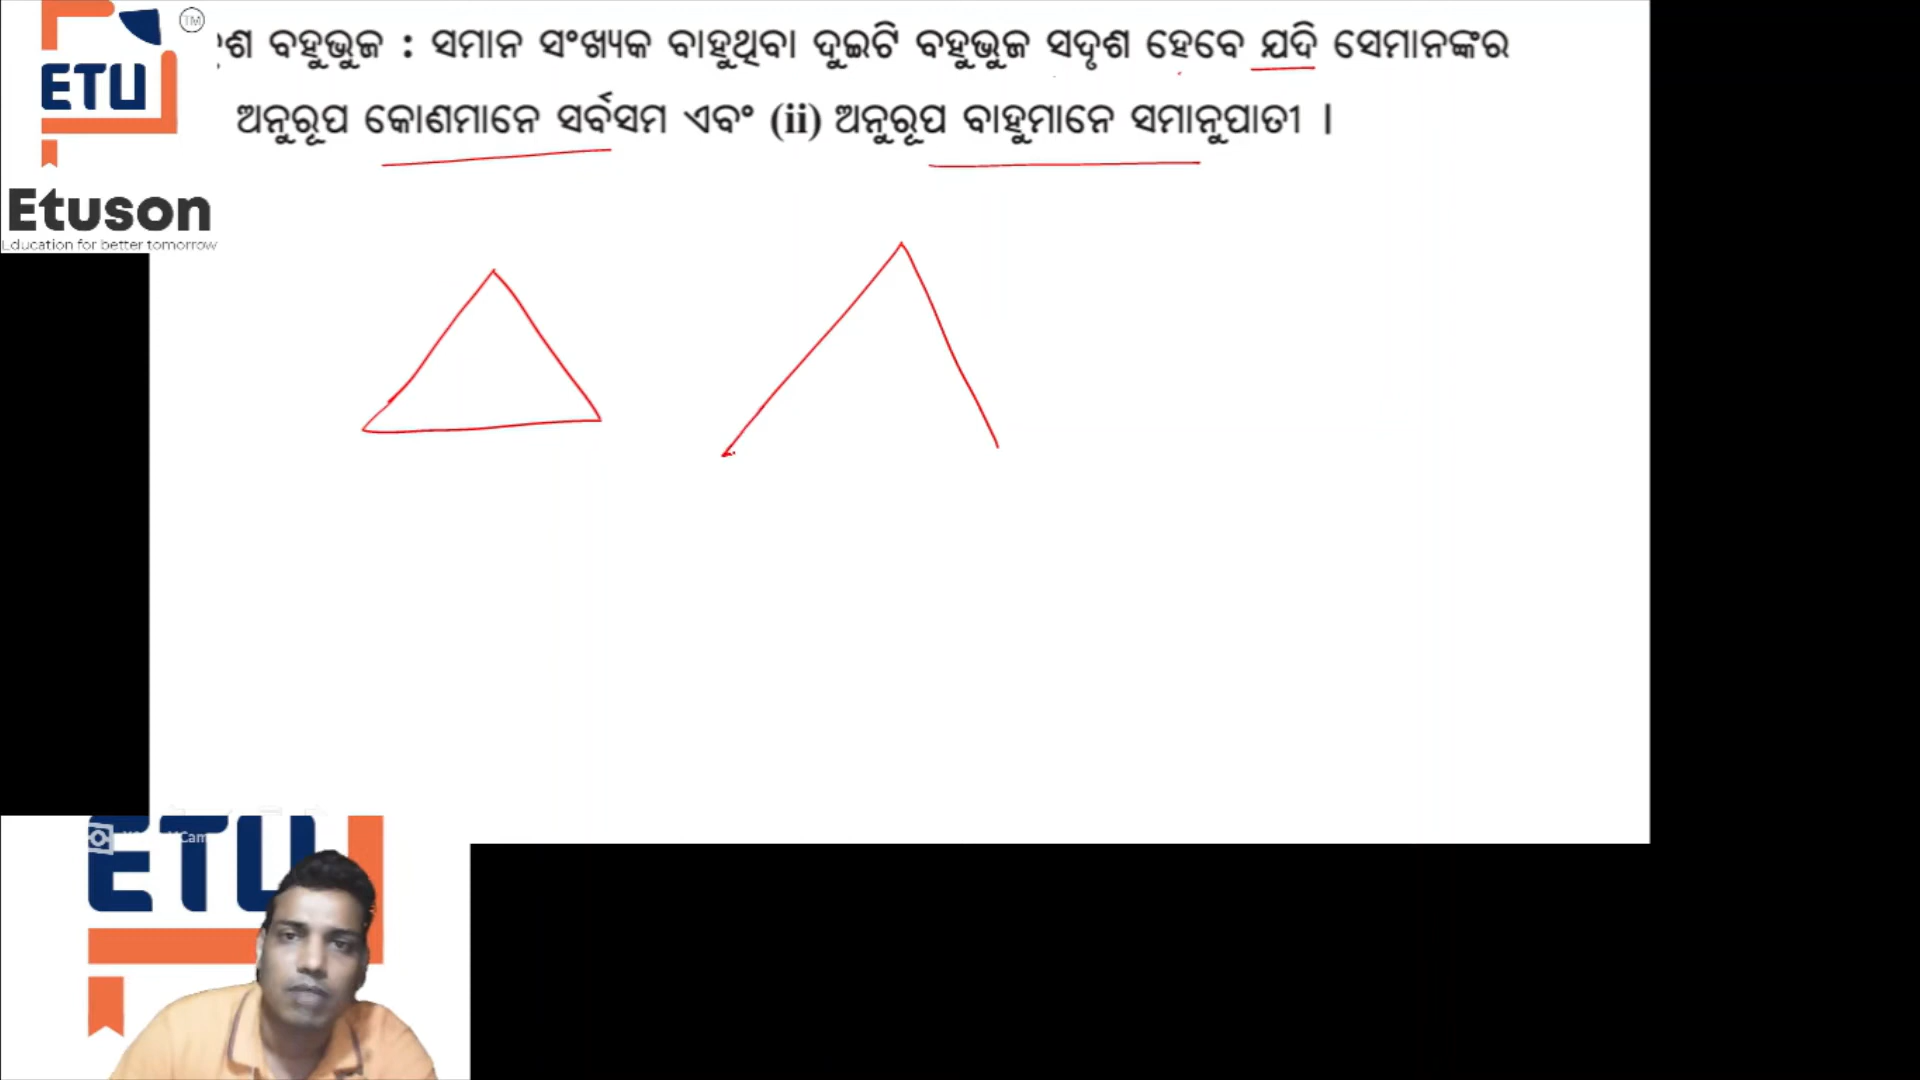 ETU
TM
Etuson
Education for better tomorrow
ବହୁଭୁଜ : ସମାନ ସଂଖ୍ୟକ ବାହୁଥିବା ଦୁଇଟି ବହୁଭୁଜ ସଦୃଶ ହେବେ ଯଦି ସେମାନଙ୍କର
ଅନୁରୂପ କୋଣମାନେ ସର୍ବସମ ଏବଂ (ii) ଅନୁରୂପ ବାହୁମାନେ ସମାନୁପାତୀ ।
ETU